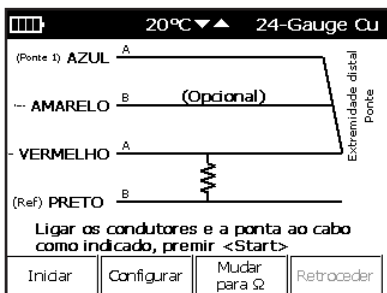 20ºC▼▲ 24-Gauge Cu
(Ponte 1) AZUL A
--- AMARELO B (Opcional)
- VERMELHO A
(Ref) PRETO B
Extremidade distal
Ponte
Ligar os condutores e a ponta ao cabo
como indicado, premir <Start>
Iniciar Configurar Mudar para Ω Retroceder